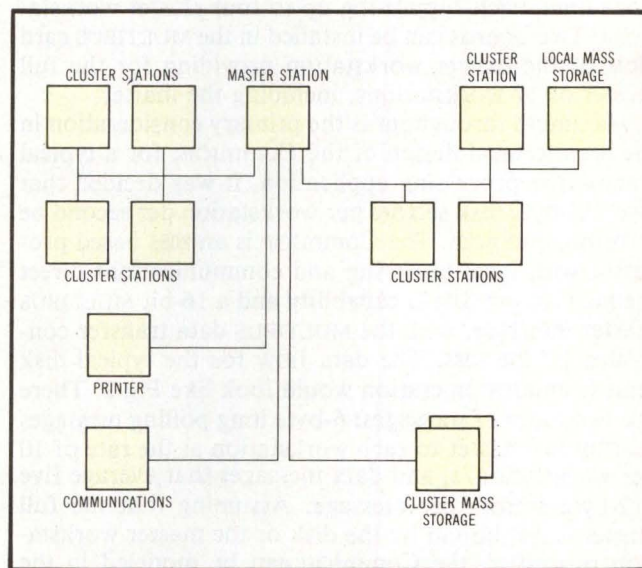 CLUSTER STATIONS
MASTER STATION
CLUSTER STATION
LOCAL MASS STORAGE
CLUSTER STATIONS
CLUSTER STATIONS
PRINTER
COMMUNICATIONS
CLUSTER MASS STORAGE